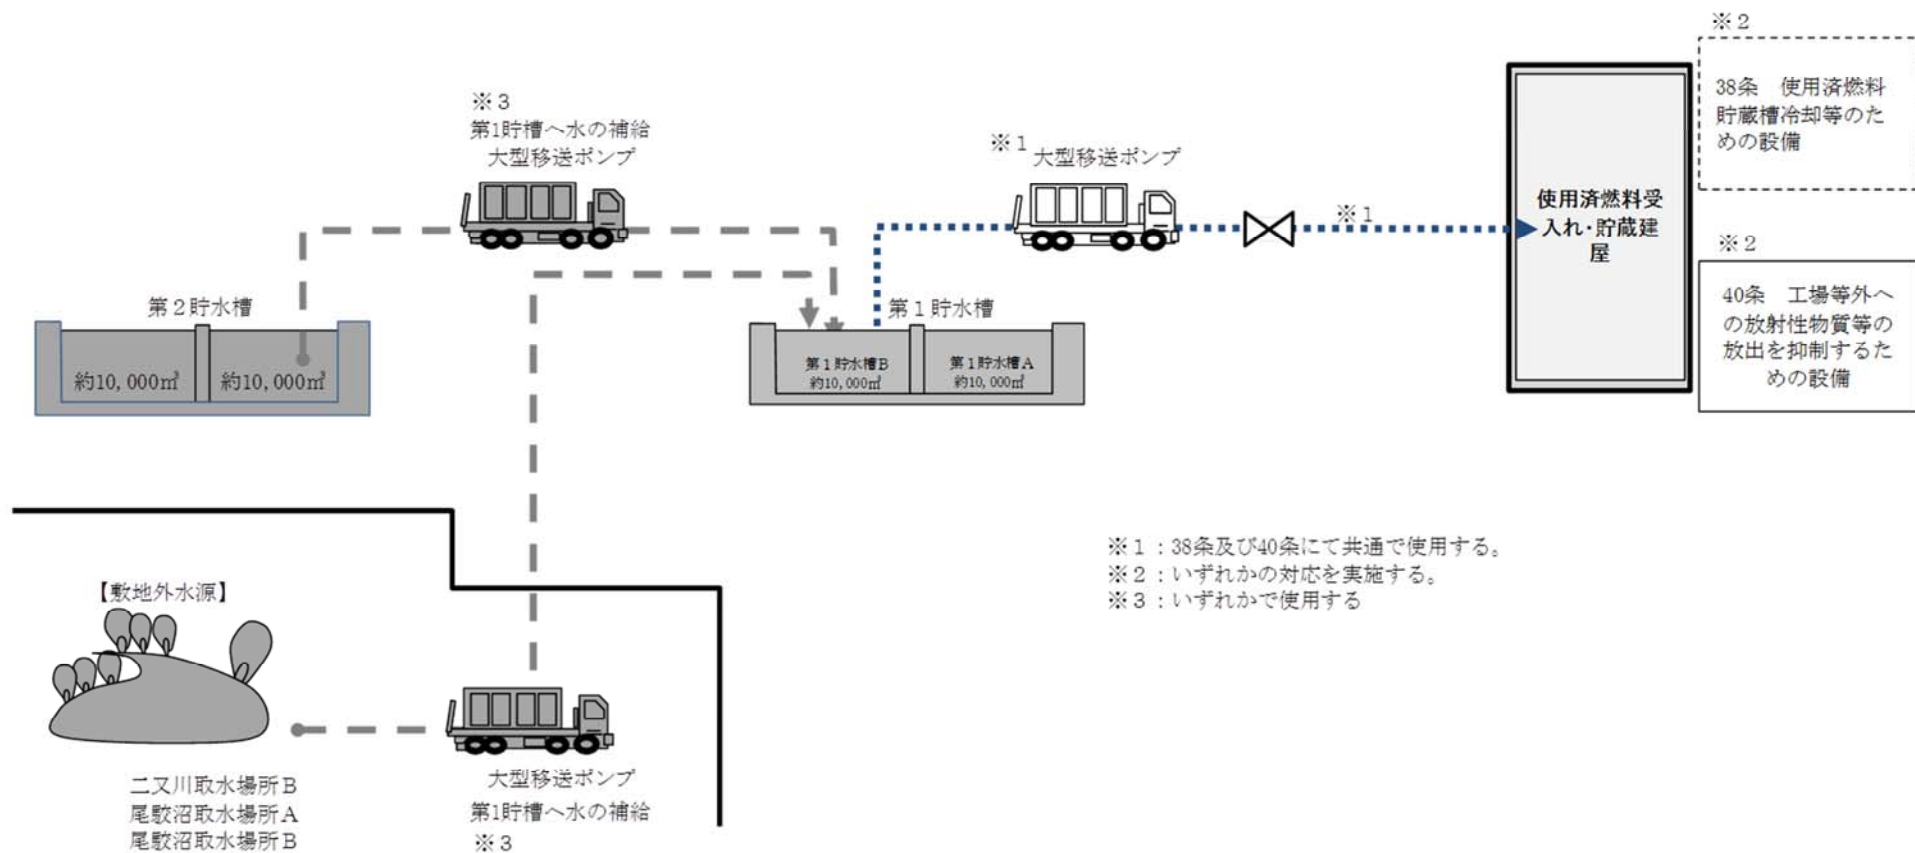 ※２
38条　使用済燃料
貯蔵槽冷却等のた
めの設備
※３
第1貯槽へ水の補給
大型移送ポンプ
※１
大型移送ポンプ
※１
使用済燃料受
入れ・貯蔵建
屋
※２
40条　工場等外へ
の放射性物質等の
放出を抑制するた
めの設備
第２貯水槽
約10,000㎥
約10,000㎥
第１貯水槽
第１貯水槽B
約10,000㎥
第１貯水槽A
約10,000㎥
※１：38条及び40条にて共通で使用する。
※２：いずれかの対応を実施する。
※３：いずれかで使用する
【敷地外水源】
二又川取水場所B
尾駮沼取水場所A
尾駮沼取水場所B
大型移送ポンプ
第1貯槽へ水の補給
※３